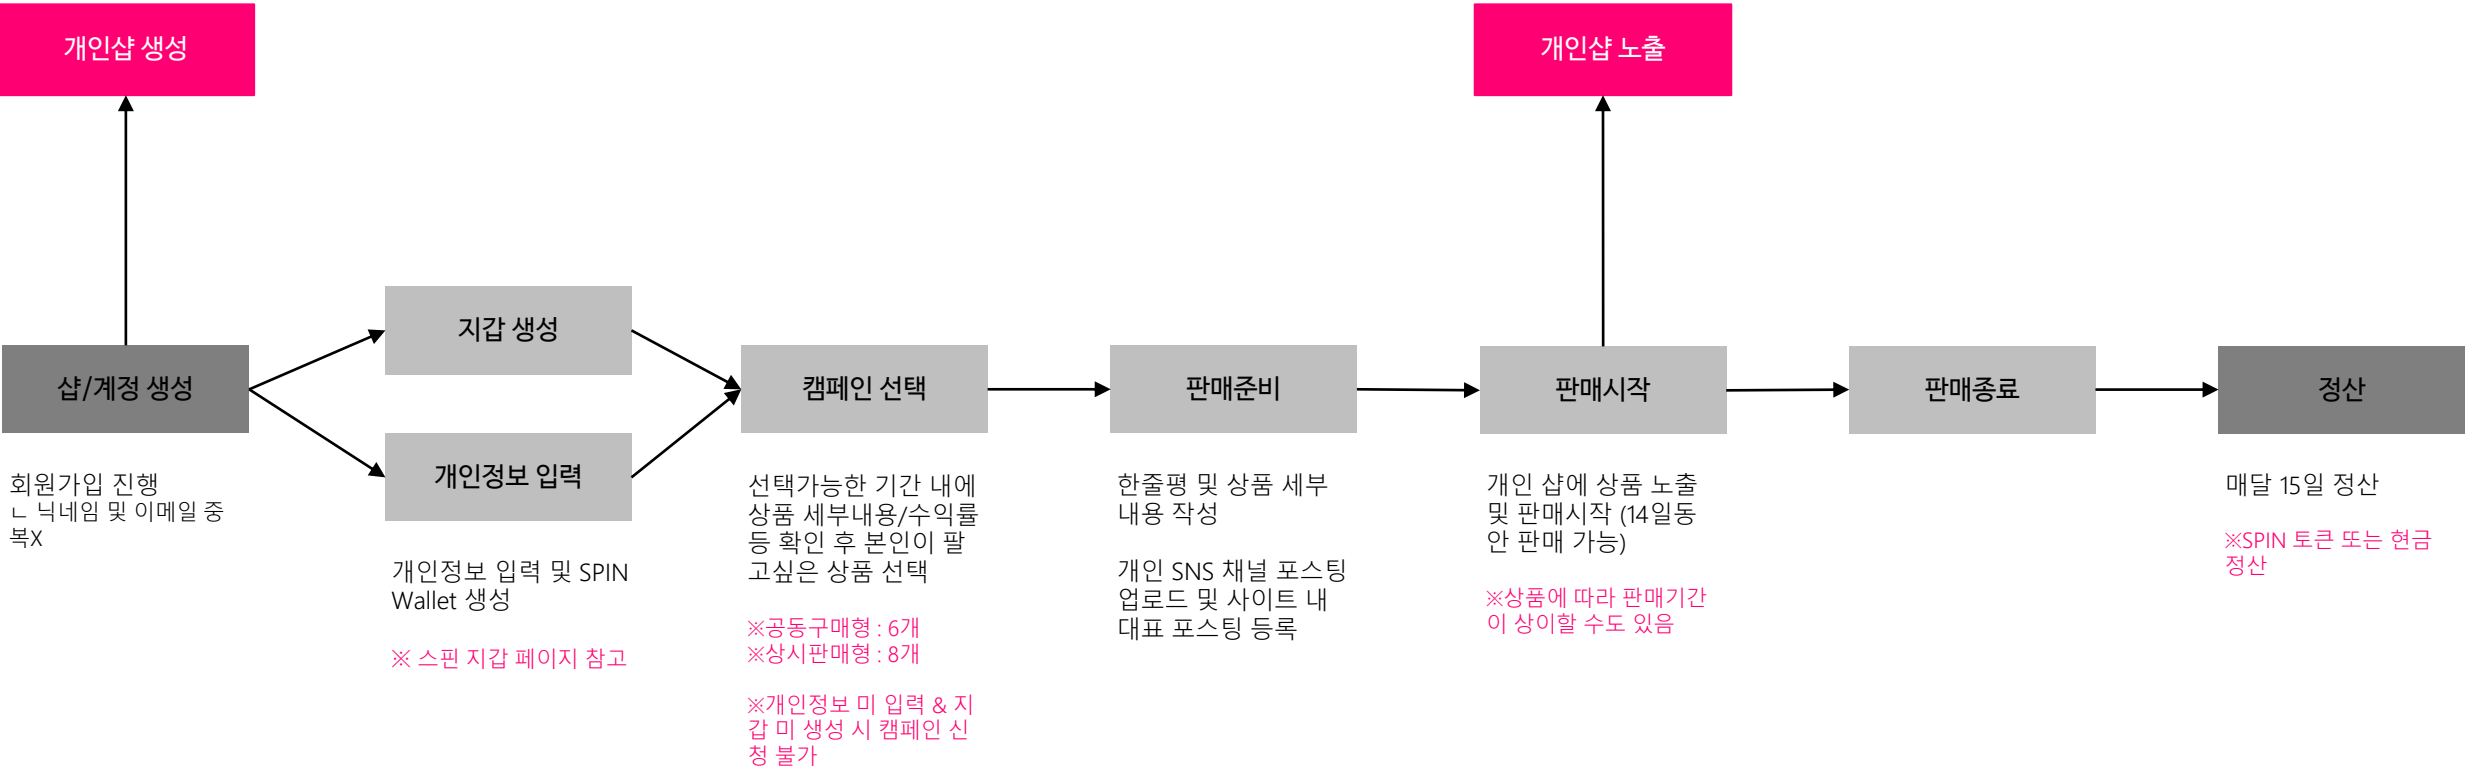 개인샵 생성
개인샵 노출
지갑 생성
샵/계정 생성
개인정보 입력
캠페인 선택
판매준비
판매시작
판매종료
정산
회원가입 진행
ㄴ 닉네임 및 이메일 중
복X
개인정보 입력 및 SPIN
Wallet 생성
※ 스핀 지갑 페이지 참고
선택가능한 기간 내에
상품 세부내용/수익률
등 확인 후 본인이 팔
고싶은 상품 선택
※공동구매형 : 6개
※상시판매형 : 8개
※개인정보 미 입력 & 지
갑 미 생성 시 캠페인 신
청 불가
한줄평 및 상품 세부
내용 작성
개인 SNS 채널 포스팅
업로드 및 사이트 내
대표 포스팅 등록
개인 샵에 상품 노출
및 판매시작 (14일동
안 판매 가능)
※상품에 따라 판매기간
이 상이할 수도 있음
매달 15일 정산
※SPIN 토큰 또는 현금
정산